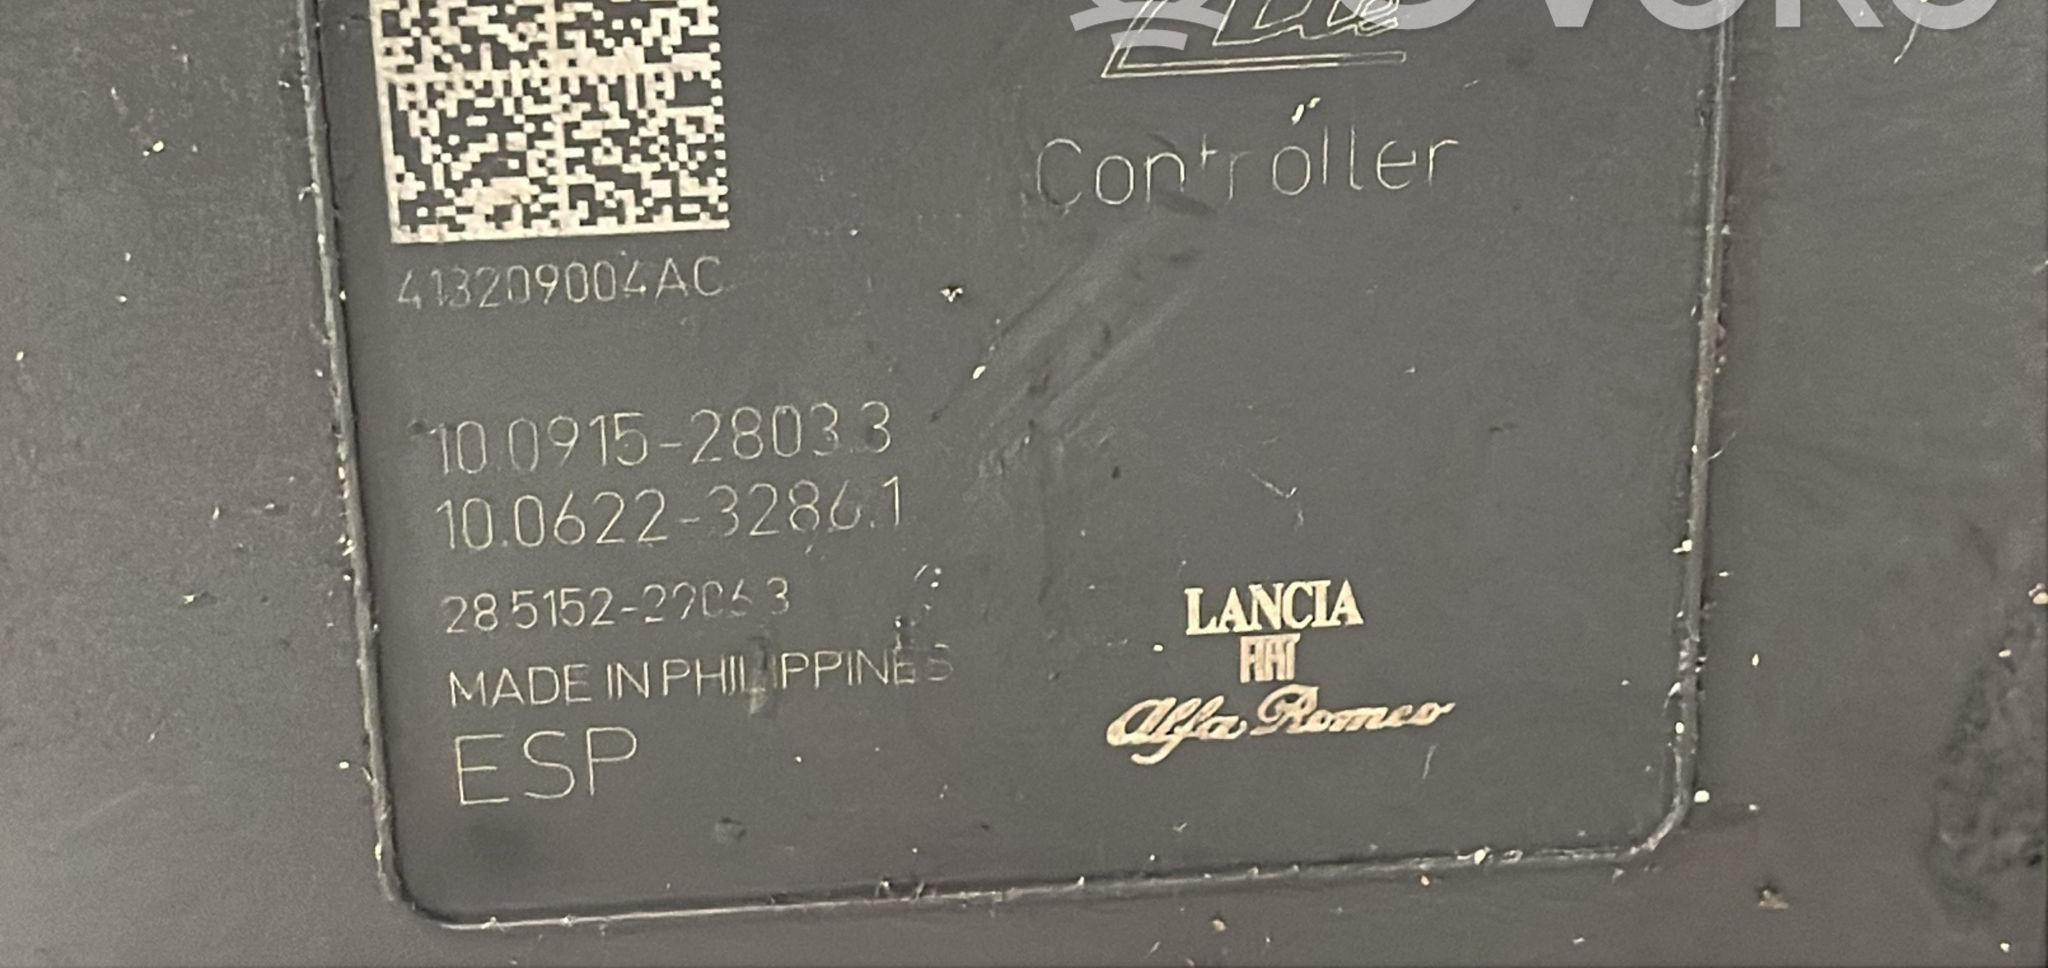 Controller
413209004AC
10.0915-2803.3
10.0622-3286.1
MADE IN PHILIPPINES
ESP
LANCIA
FIAT
Alfa Romeo